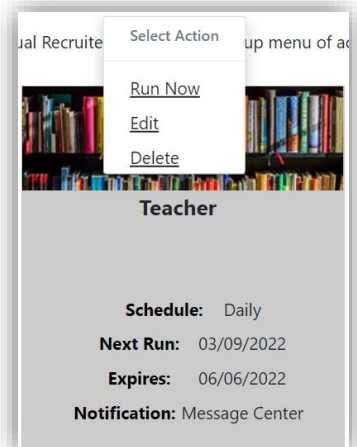 Select Action
ual Recruite up menu of ac
Run Now
Edit
Delete
Teacher
Schedule: Daily
Next Run: 03/09/2022
Expires: 06/06/2022
Notification: Message Center